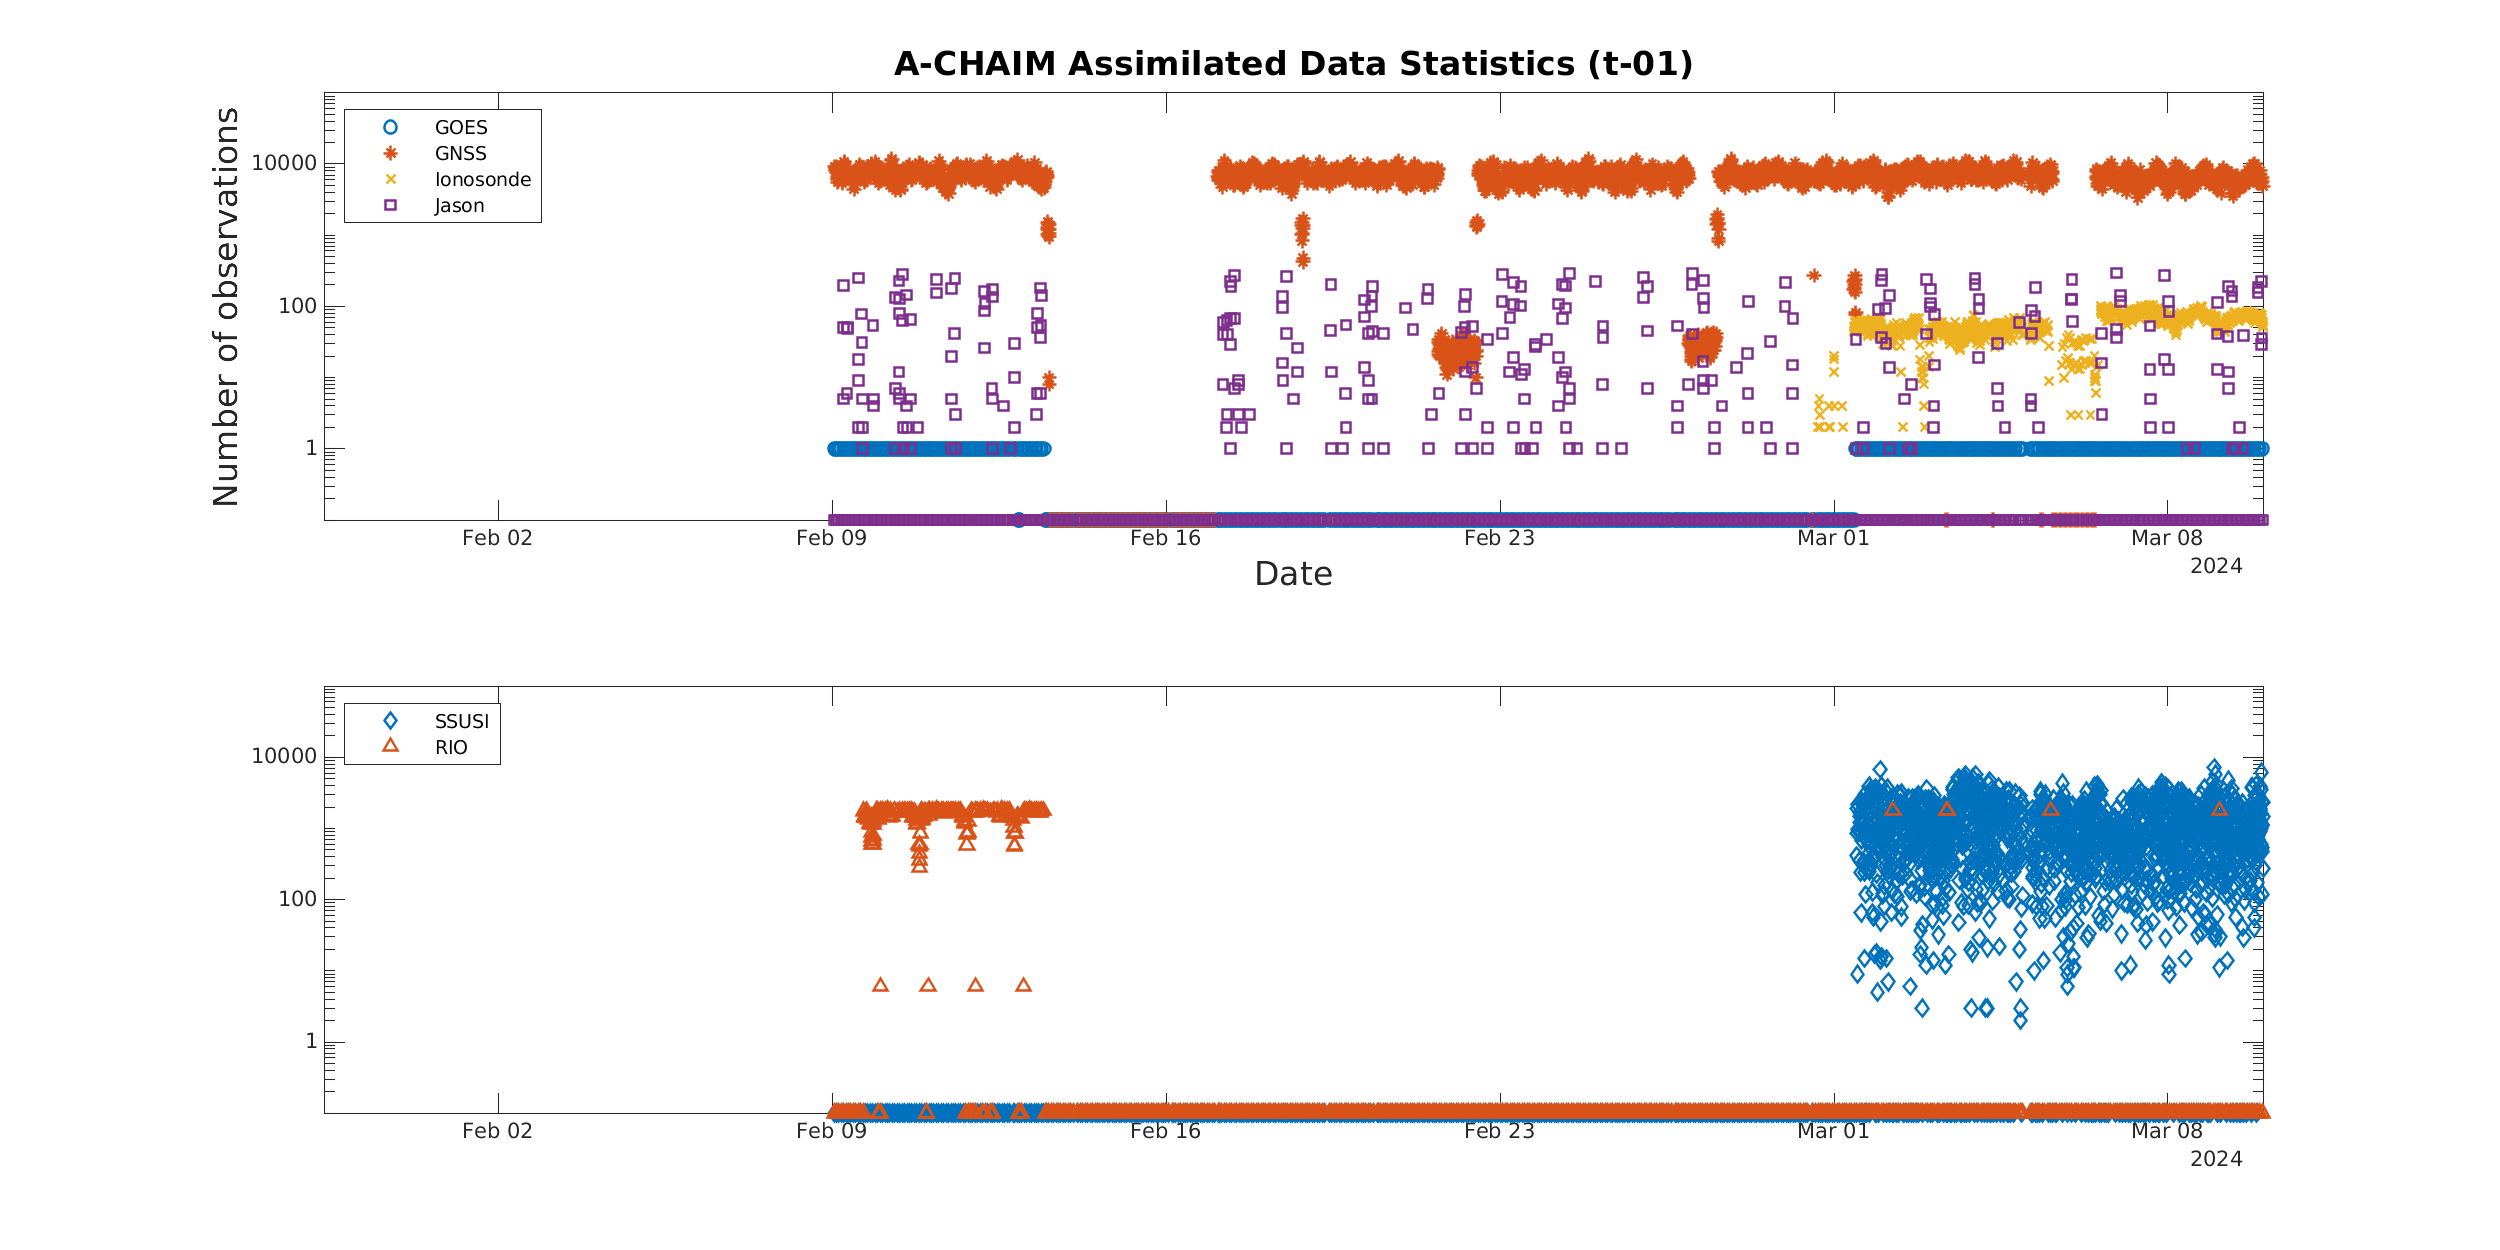 A-CHAIM Assimilated Data Statistics (t-01)
Number of observations
GOES
GNSS
Ionosonde
Jason
10000
100
1
Feb 02 Feb 09 Feb 16 Feb 23 Mar 01 Mar 08
2024
Date
SSUSI
RIO
10000
100
1
Feb 02 Feb 09 Feb 16 Feb 23 Mar 01 Mar 08
2024